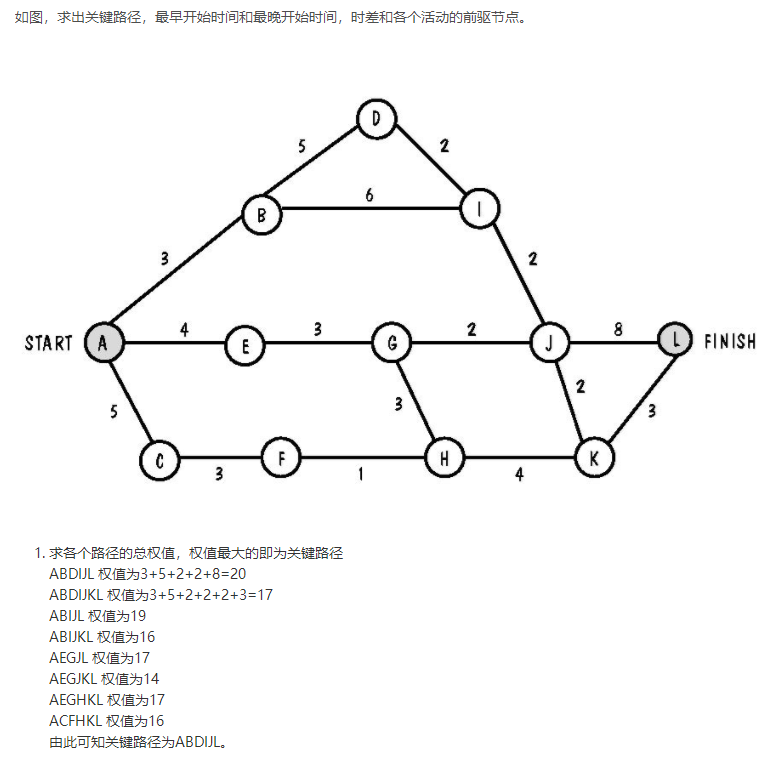 如图，求出关键路径，最早开始时间和最晚开始时间，时差和各个活动的前驱节点。
D
5
2
B
6
I
3
2
START
A
4
E
3
G
2
J
8
L
FINISH
5
3
2
3
C
3
F
1
H
4
K
1. 求各个路径的总权值，权值最大的即为关键路径
ABDIJL 权值为3+5+2+2+8=20
ABDIJKL 权值为3+5+2+2+2+3=17
ABIJL 权值为19
ABIJKL 权值为16
AEGJL 权值为17
AEGJKL 权值为14
AEGHKL 权值为17
ACFHKL 权值为16
由此可知关键路径为ABDIJL。